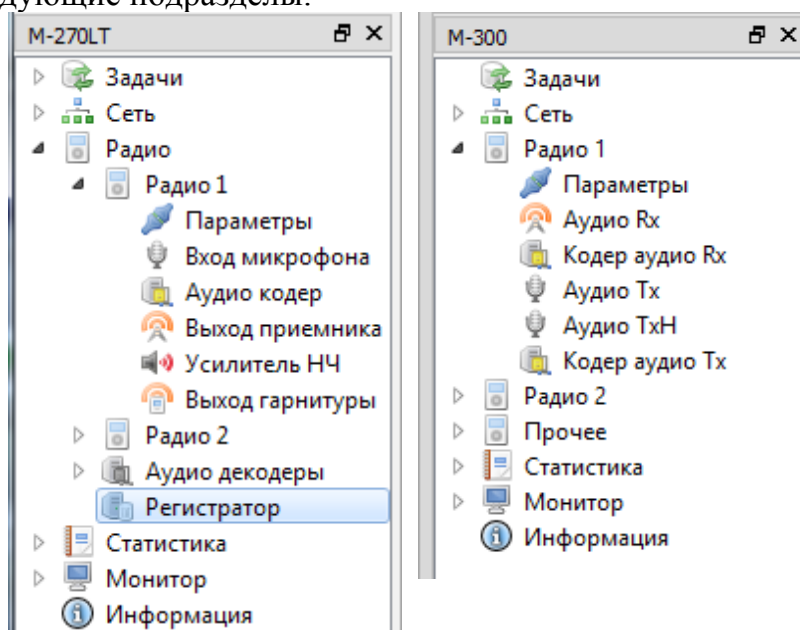 дующие подразделы:
M-270LT
Задачи
Сеть
Радио
Радио 1
Параметры
Вход микрофона
Аудио кодер
Выход приемника
Усилитель НЧ
Выход гарнитуры
Радио 2
Аудио декодеры
Регистратор
Статистика
Монитор
Информация
M-300
Задачи
Сеть
Радио 1
Параметры
Аудио Rx
Кодер аудио Rx
Аудио Tx
Аудио TxH
Кодер аудио Tx
Радио 2
Прочее
Статистика
Монитор
Информация